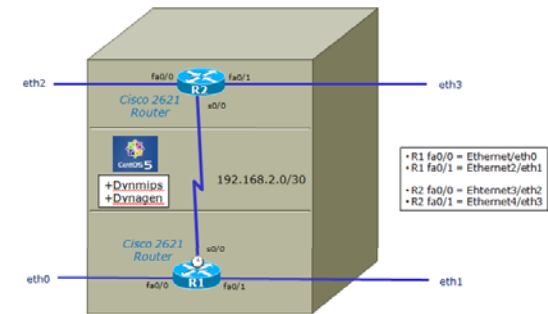 fa0/0
fa0/1
eth2
R2
eth3
Cisco 2621
Router
s0/0
CentOS 5
+Dynmips
+Dynagen
192.168.2.0/30
• R1 fa0/0 = Ethernet/eth0
• R1 fa0/1 = Ethernet2/eth1
• R2 fa0/0 = Ehternet3/eth2
• R2 fa0/1 = Ethernet4/eth3
Cisco 2621
Router
s0/0
eth0
R1
eth1
fa0/0
fa0/1